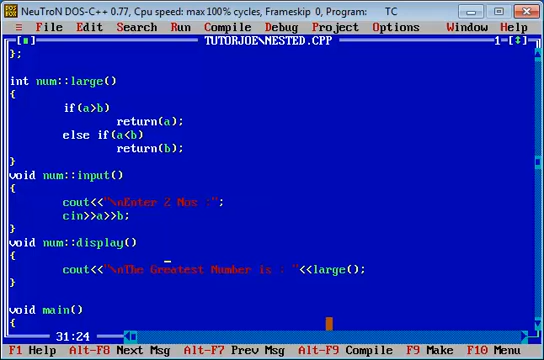 NeuTroN DOS-C++ 0.77, Cpu speed: max 100% cycles, Frameskip 0, Program: TC
≡ File Edit Search Run Compile Debug Project Options Window Help
[■] TUTORJOE\NESTED.CPP 1=[↕]
};
int num::large()
{
if(a>b)
return(a);
else if(a<b)
return(b);
}
void num::input()
{
cout<<"\nEnter 2 Nos :";
cin>>a>>b;
}
void num::display()
{
cout<<"\nThe Greatest Number is : "<<large();
}
void main()
{
31:24
F1 Help Alt-F8 Next Msg Alt-F7 Prev Msg Alt-F9 Compile F9 Make F10 Menu